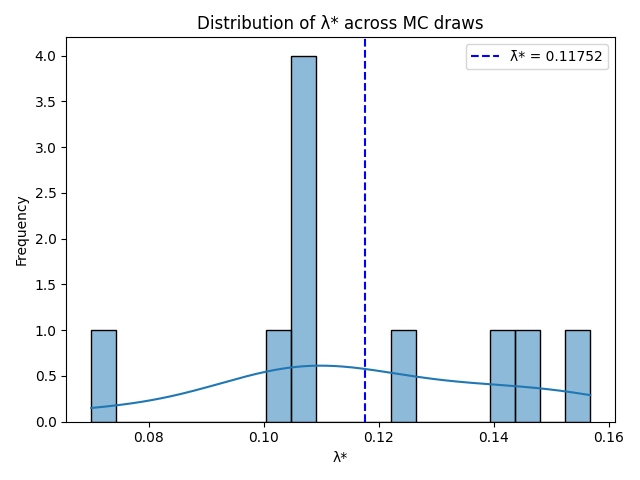 Distribution of λ* across MC draws
λ̄* = 0.11752
Frequency
4.0
3.5
3.0
2.5
2.0
1.5
1.0
0.5
0.0
0.08 0.10 0.12 0.14 0.16
λ*